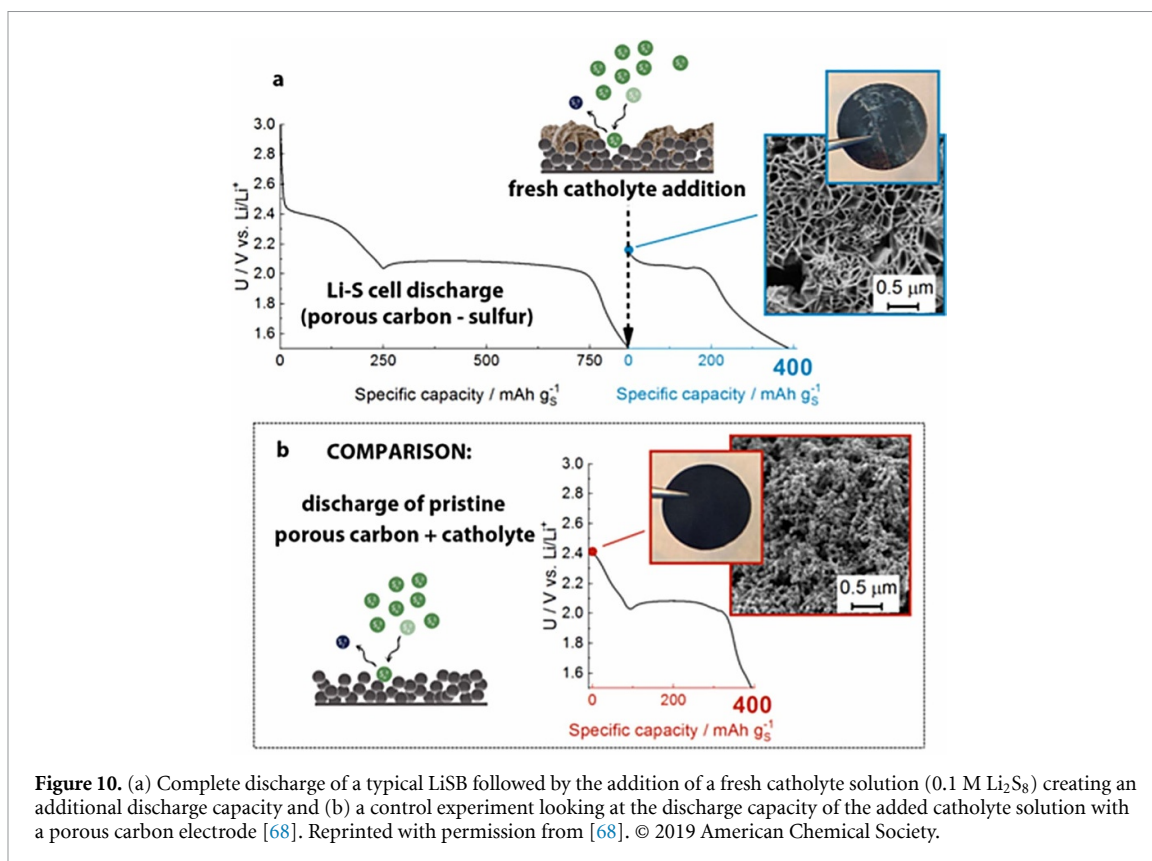 a
3.0
2.8
2.6
2.4
2.2
2.0
1.8
1.6
U / V vs. Li/Li⁺
fresh catholyte addition
Li-S cell discharge
(porous carbon - sulfur)
0.5 μm
0 250 500 750 0 200 400
Specific capacity / mAh gₛ⁻¹ Specific capacity / mAh gₛ⁻¹
b COMPARISON:
discharge of pristine
porous carbon + catholyte
3.0
2.8
2.6
2.4
2.2
2.0
1.8
1.6
U / V vs. Li/Li⁺
0.5 μm
0 200 400
Specific capacity / mAh gₛ⁻¹
Figure 10. (a) Complete discharge of a typical LiSB followed by the addition of a fresh catholyte solution (0.1 M Li₂S₈) creating an
additional discharge capacity and (b) a control experiment looking at the discharge capacity of the added catholyte solution with
a porous carbon electrode [68]. Reprinted with permission from [68]. © 2019 American Chemical Society.